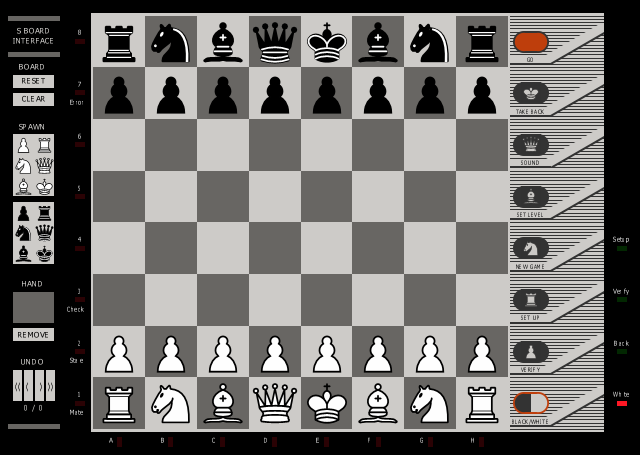 S BOARD
INTERFACE
BOARD
RESET
CLEAR
SPAWN
HAND
REMOVE
UNDO
0 / 0
8
7
Error
6
5
4
3
Check
2
Stale
1
Mate
A B C D E F G H
GO
TAKE BACK
SOUND
SET LEVEL
NEW GAME
SET UP
VERIFY
BLACK/WHITE
Setup
Verify
Back
White